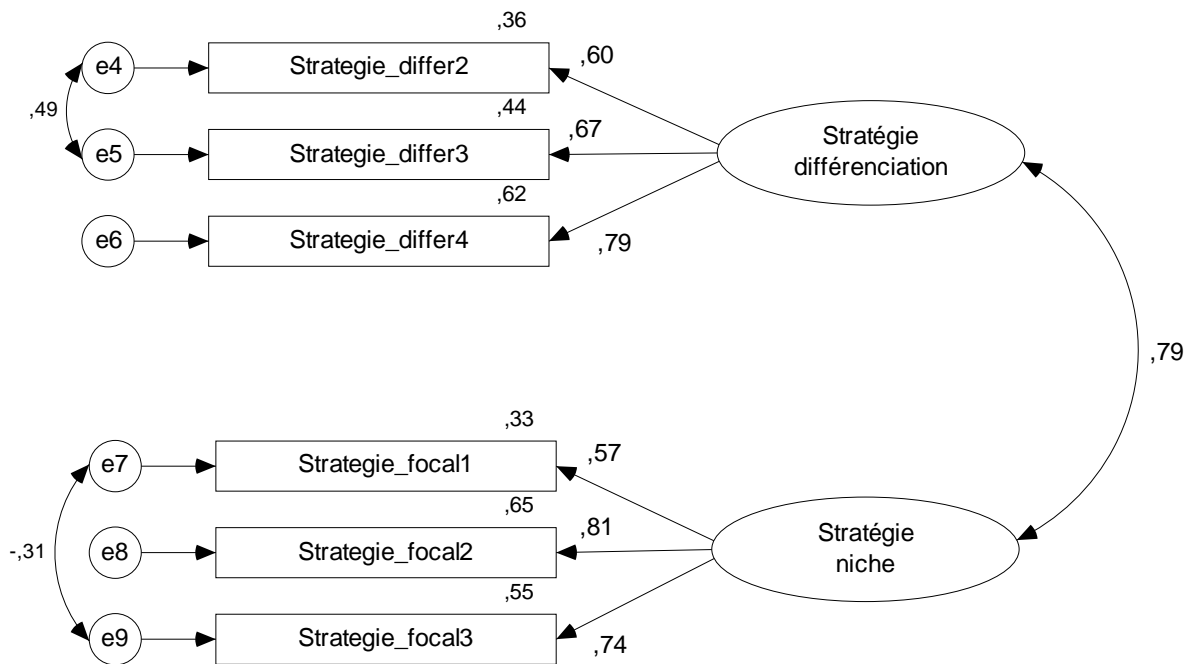 ,36
e4
Strategie_differ2
,60
,49
,44
e5
Strategie_differ3
,67
Stratégie
différenciation
,62
e6
Strategie_differ4
,79
,79
,33
e7
Strategie_focal1
,57
-,31
,65
e8
Strategie_focal2
,81
Stratégie
niche
,55
e9
Strategie_focal3
,74